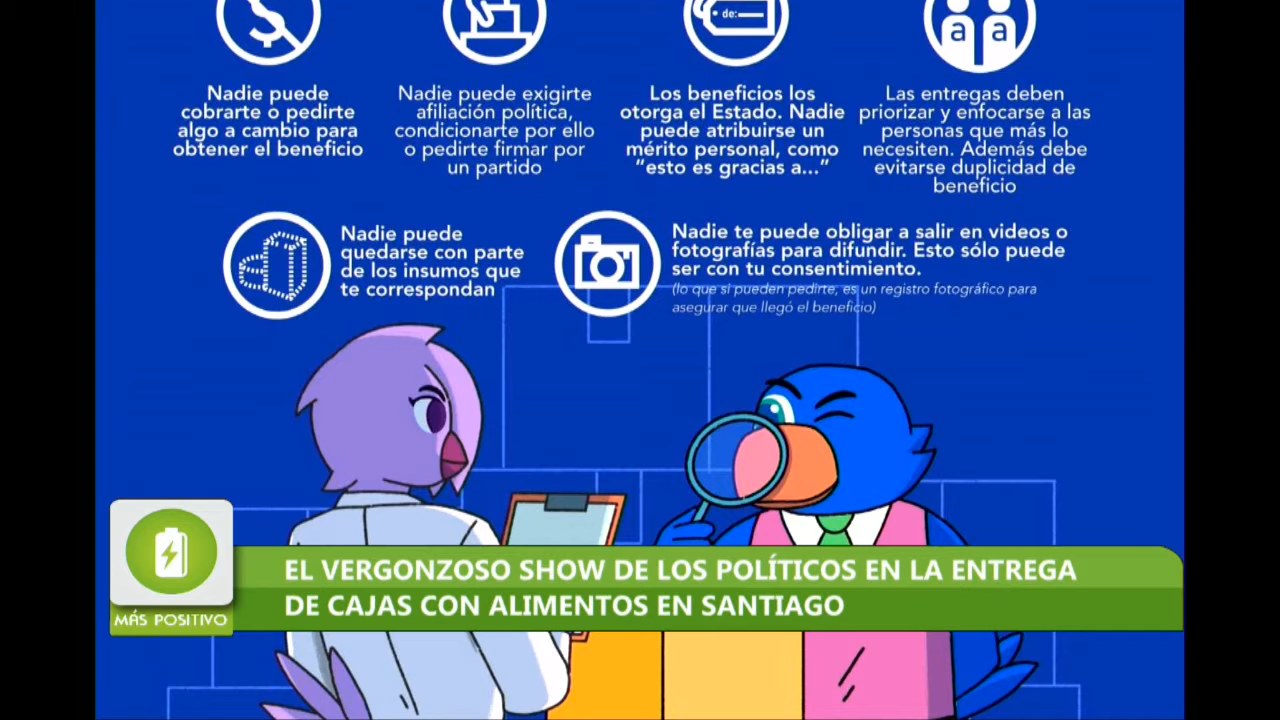 de:
a a
Nadie puede
cobrarte o pedirte
algo a cambio para
obtener el beneficio
Nadie puede exigirte
afiliación política,
condicionarte por ello
o pedirte firmar por
un partido
Los beneficios los
otorga el Estado. Nadie
puede atribuirse un
mérito personal, como
“esto es gracias a...”
Las entregas deben
priorizar y enfocarse a las
personas que más lo
necesiten. Además debe
evitarse duplicidad de
beneficio
Nadie puede
quedarse con parte
de los insumos que
te correspondan
Nadie te puede obligar a salir en videos o
fotografías para difundir. Esto sólo puede
ser con tu consentimiento.
(lo que si pueden pedirte, es un registro fotográfico para
asegurar que llegó el beneficio)
EL VERGONZOSO SHOW DE LOS POLÍTICOS EN LA ENTREGA
DE CAJAS CON ALIMENTOS EN SANTIAGO
MÁS POSITIVO